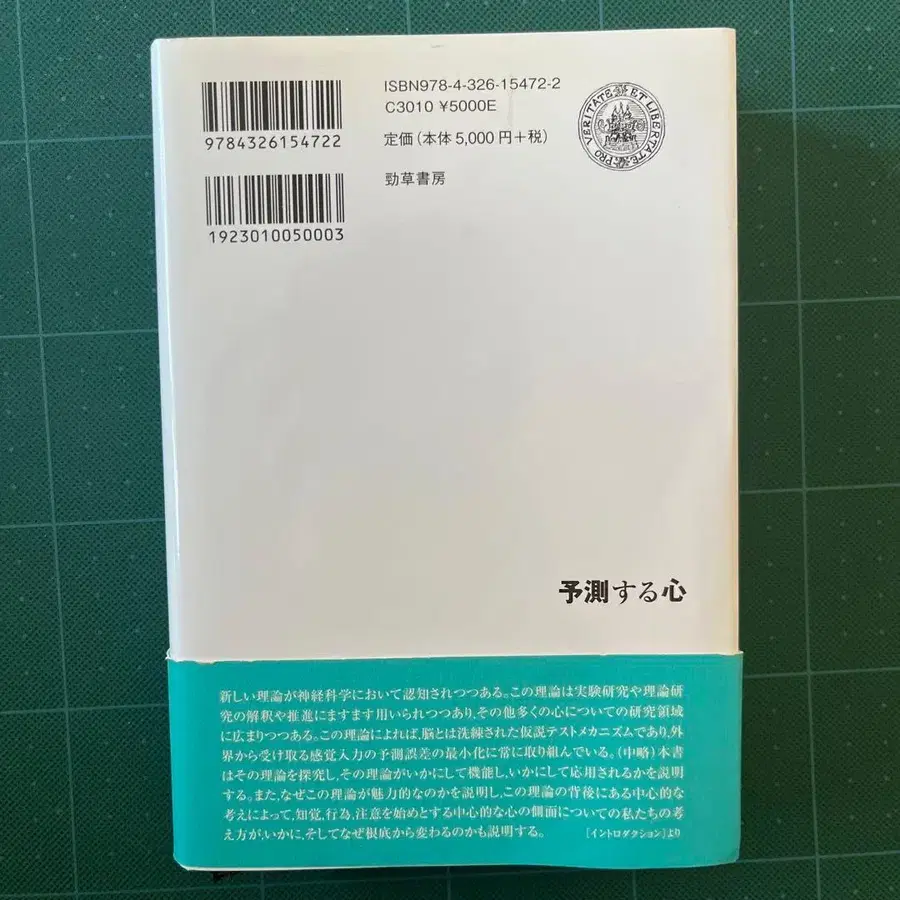 ISBN978-4-326-15472-2
C3010 ¥5000E
定価(本体 5,000 円+税)
勁草書房
9784326154722
1923010050003
PRO VERITATE ET LIBERTATE
予測する心
新しい理論が神経科学において認知されつつある。この理論は実験研究や理論研
究の解釈や推進にますます用いられつつあり、その他多くの心についての研究領域
に広まりつつある。この理論によれば、脳とは洗練された仮説テストメカニズムであり、外
界から受け取る感覚入力の予測誤差の最小化に常に取り組んでいる。(中略)本書
はその理論を探究し、その理論がいかにして機能し、いかにして応用されるかを説明
する。また、なぜこの理論が魅力的なのかを説明し、この理論の背後にある中心的な考
えによって、知覚、行為、注意を始めとする中心的な心の側面についての私たちの考
え方が、いかに、そしてなぜ根底から変わるのかも説明する。 [イントロダクション]より